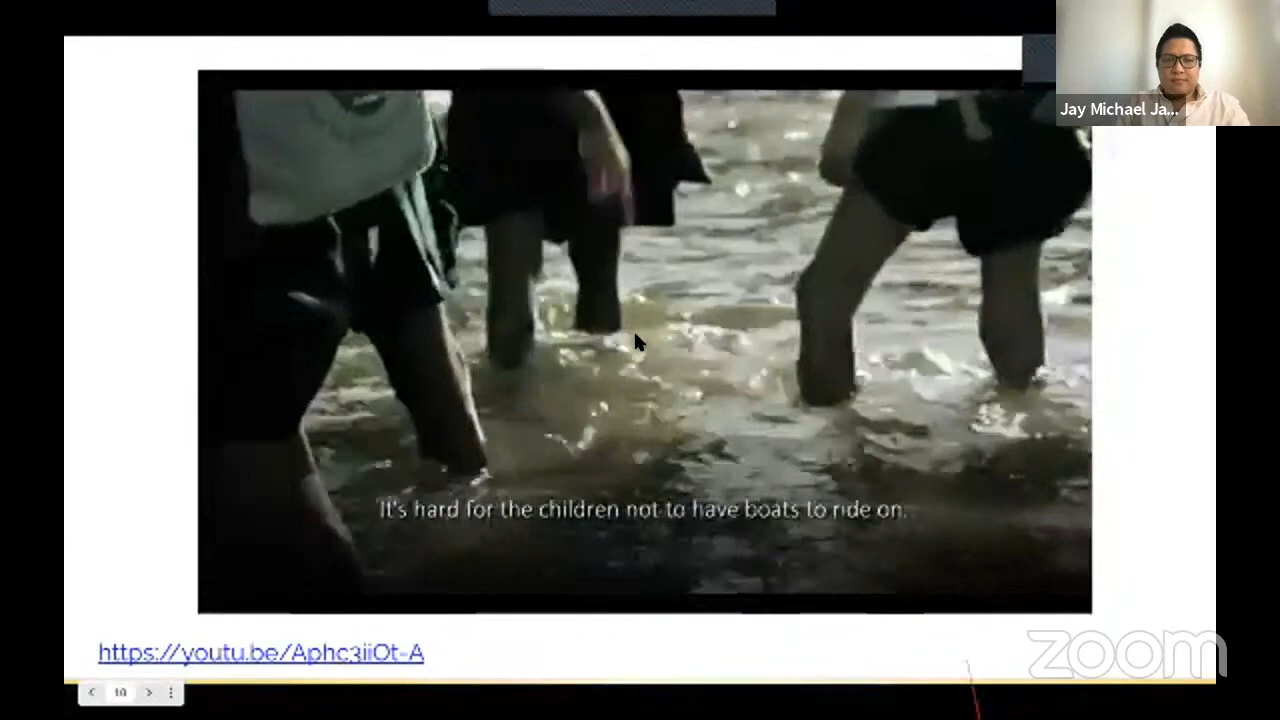 Jay Michael Ja...
It's hard for the children not to have boats to ride on.
https://youtu.be/Aphc3iiOt-A
zoom
10